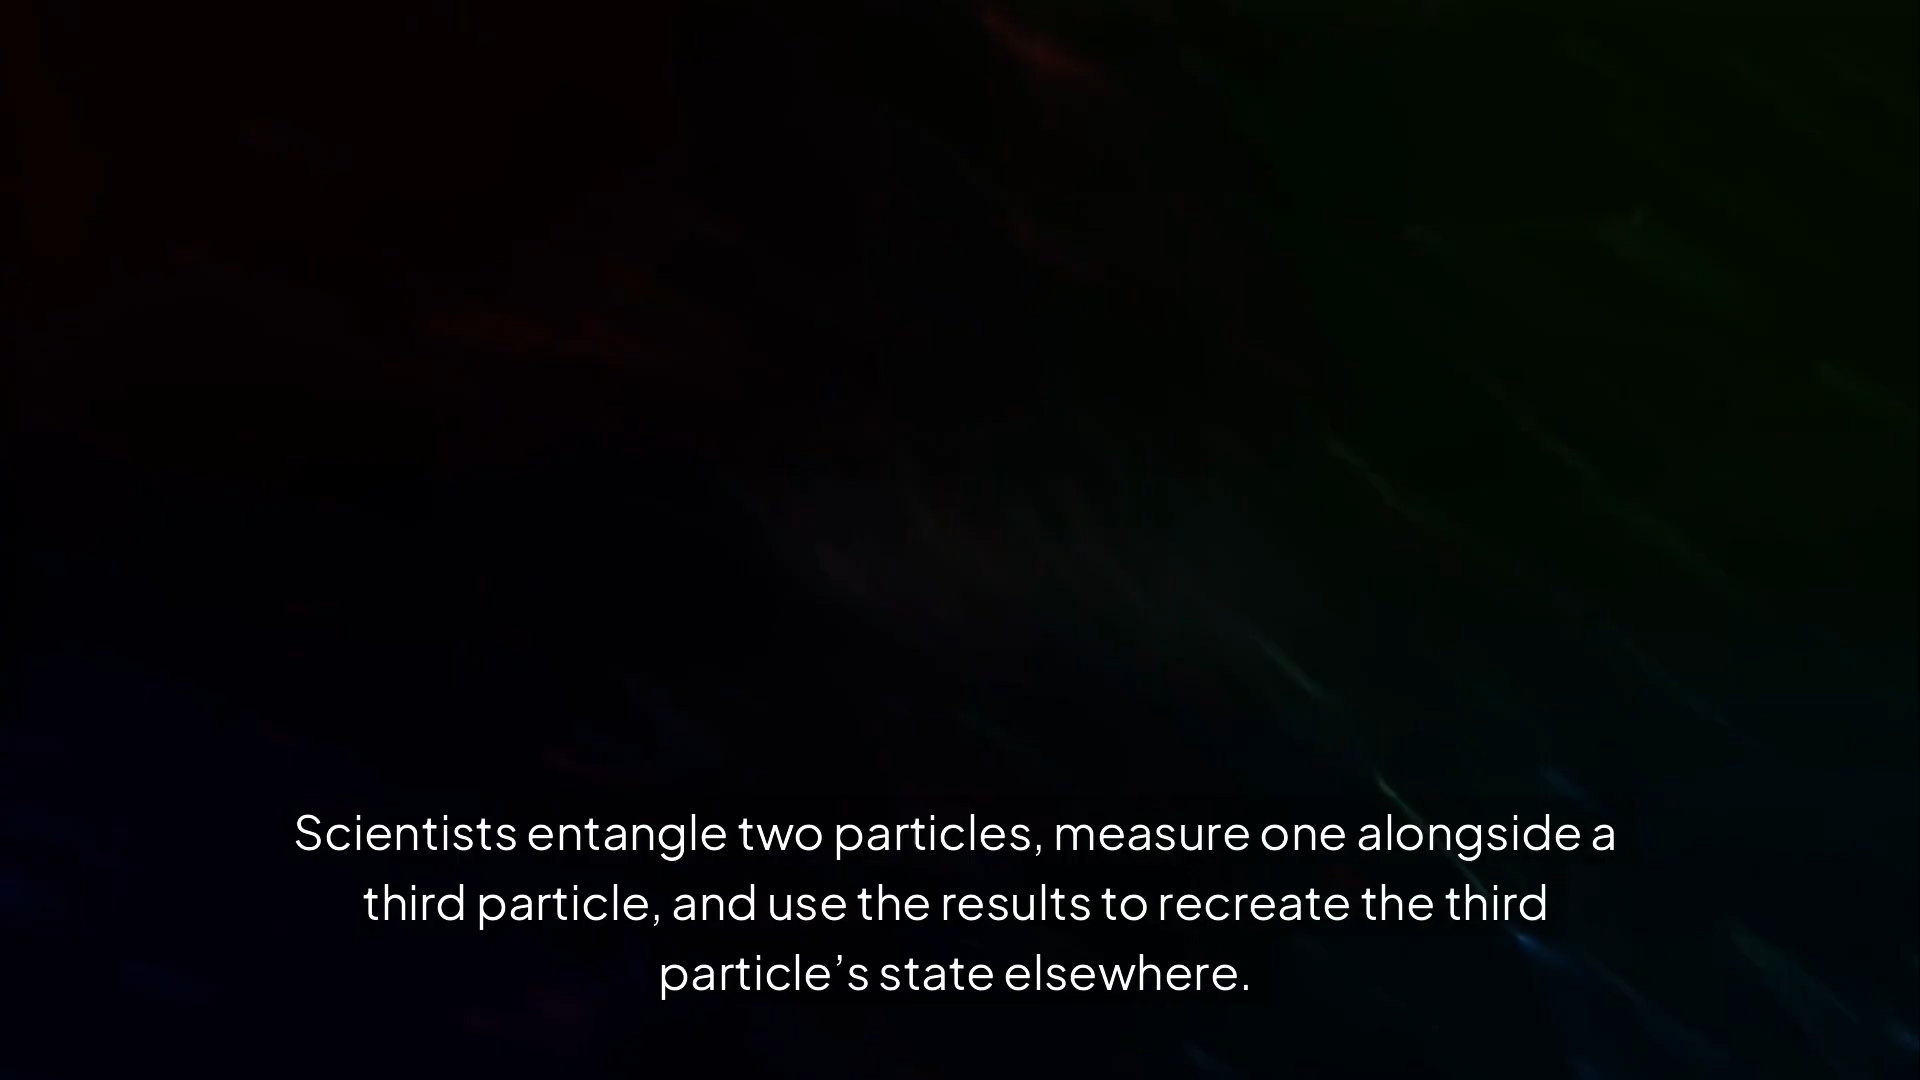 Scientists entangle two particles, measure one alongside a
third particle, and use the results to recreate the third
particle’s state elsewhere.